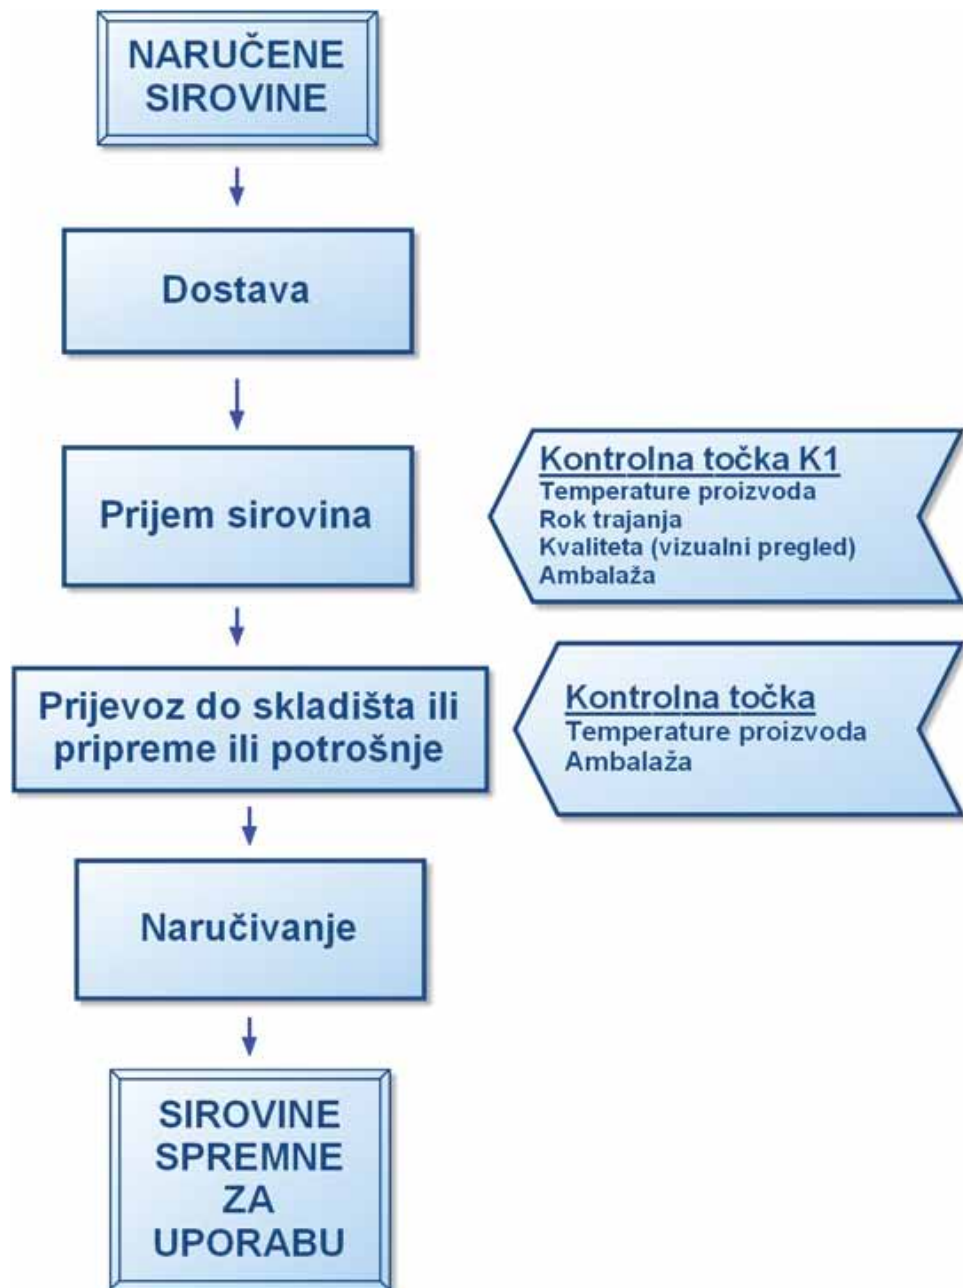 NARUČENE
SIROVINE
Dostava
Prijem sirovina
Kontrolna točka K1
Temperature proizvoda
Rok trajanja
Kvaliteta (vizualni pregled)
Ambalaža
Prijevoz do skladišta ili
pripreme ili potrošnje
Kontrolna točka
Temperature proizvoda
Ambalaža
Naručivanje
SIROVINE
SPREMNE
ZA
UPORABU